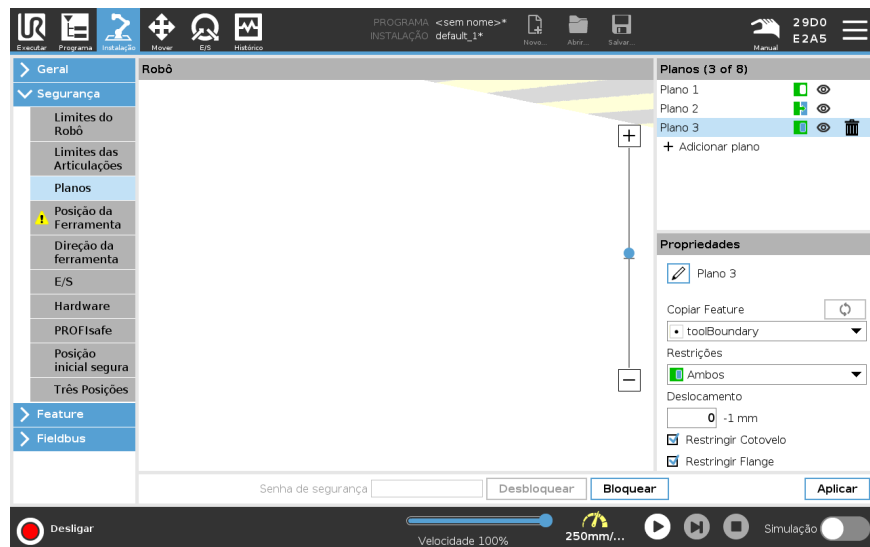 PROGRAMA <sem nome>*
INSTALAÇÃO default_1*
Executar Programa Instalação Mover E/S Histórico
Novo... Abrir... Salvar...
Manual
29D0
E2A5
Geral
Segurança
Limites do
Robô
Limites das
Articulações
Planos
Posição da
Ferramenta
Direção da
ferramenta
E/S
Hardware
PROFIsafe
Posição
inicial segura
Três Posições
Feature
Fieldbus
Robô
Planos (3 of 8)
Plano 1
Plano 2
Plano 3
+ Adicionar plano
Propriedades
Plano 3
Copiar Feature
toolBoundary
Restrições
Ambos
Deslocamento
0 -1 mm
Restringir Cotovelo
Restringir Flange
Senha de segurança Desbloquear Bloquear Aplicar
Desligar
Velocidade 100%
250mm/...
Simulação